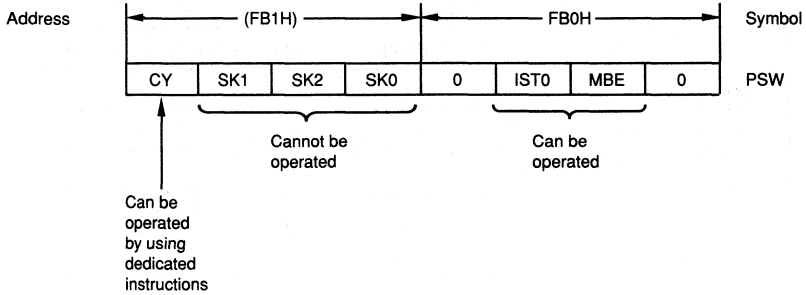 Address (FB1H) FB0H Symbol
CY SK1 SK2 SK0 0 IST0 MBE 0 PSW
Cannot be
operated
Can be
operated
Can be
operated
by using
dedicated
instructions